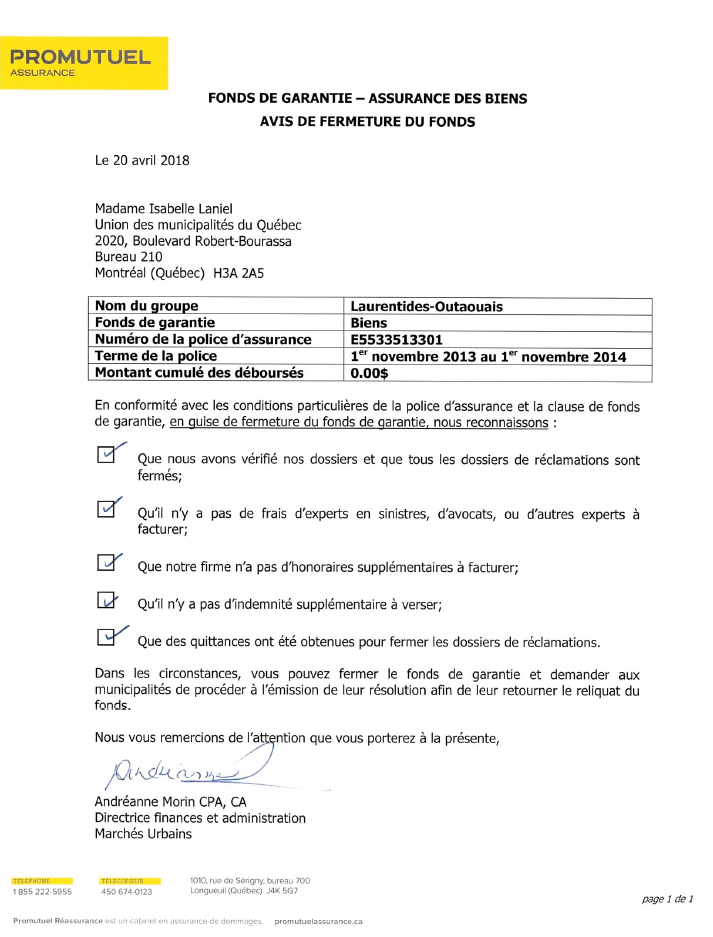 PROMUTUEL
ASSURANCE
FONDS DE GARANTIE – ASSURANCE DES BIENS
AVIS DE FERMETURE DU FONDS
Le 20 avril 2018
Madame Isabelle Laniel
Union des municipalités du Québec
2020, Boulevard Robert-Bourassa
Bureau 210
Montréal (Québec) H3A 2A5
Nom du groupe Laurentides-Outaouais
Fonds de garantie Biens
Numéro de la police d'assurance E5533513301
Terme de la police 1er novembre 2013 au 1er novembre 2014
Montant cumulé des déboursés 0.00$
En conformité avec les conditions particulières de la police d'assurance et la clause de fonds
de garantie, en guise de fermeture du fonds de garantie, nous reconnaissons :
Que nous avons vérifié nos dossiers et que tous les dossiers de réclamations sont
fermés;
Qu'il n'y a pas de frais d'experts en sinistres, d'avocats, ou d'autres experts à
facturer;
Que notre firme n'a pas d'honoraires supplémentaires à facturer;
Qu'il n'y a pas d'indemnité supplémentaire à verser;
Que des quittances ont été obtenues pour fermer les dossiers de réclamations.
Dans les circonstances, vous pouvez fermer le fonds de garantie et demander aux
municipalités de procéder à l'émission de leur résolution afin de leur retourner le reliquat du
fonds.
Nous vous remercions de l'attention que vous porterez à la présente,
Andréanne
Andréanne Morin CPA, CA
Directrice finances et administration
Marchés Urbains
TÉLÉPHONE
1 855 222-5955
TÉLÉCOPIEUR
450 674-0123
1010, rue de Sérigny, bureau 700
Longueuil (Québec) J4K 5G7
page 1 de 1
Promutuel Réassurance est un cabinet en assurance de dommages. promutuelassurance.ca